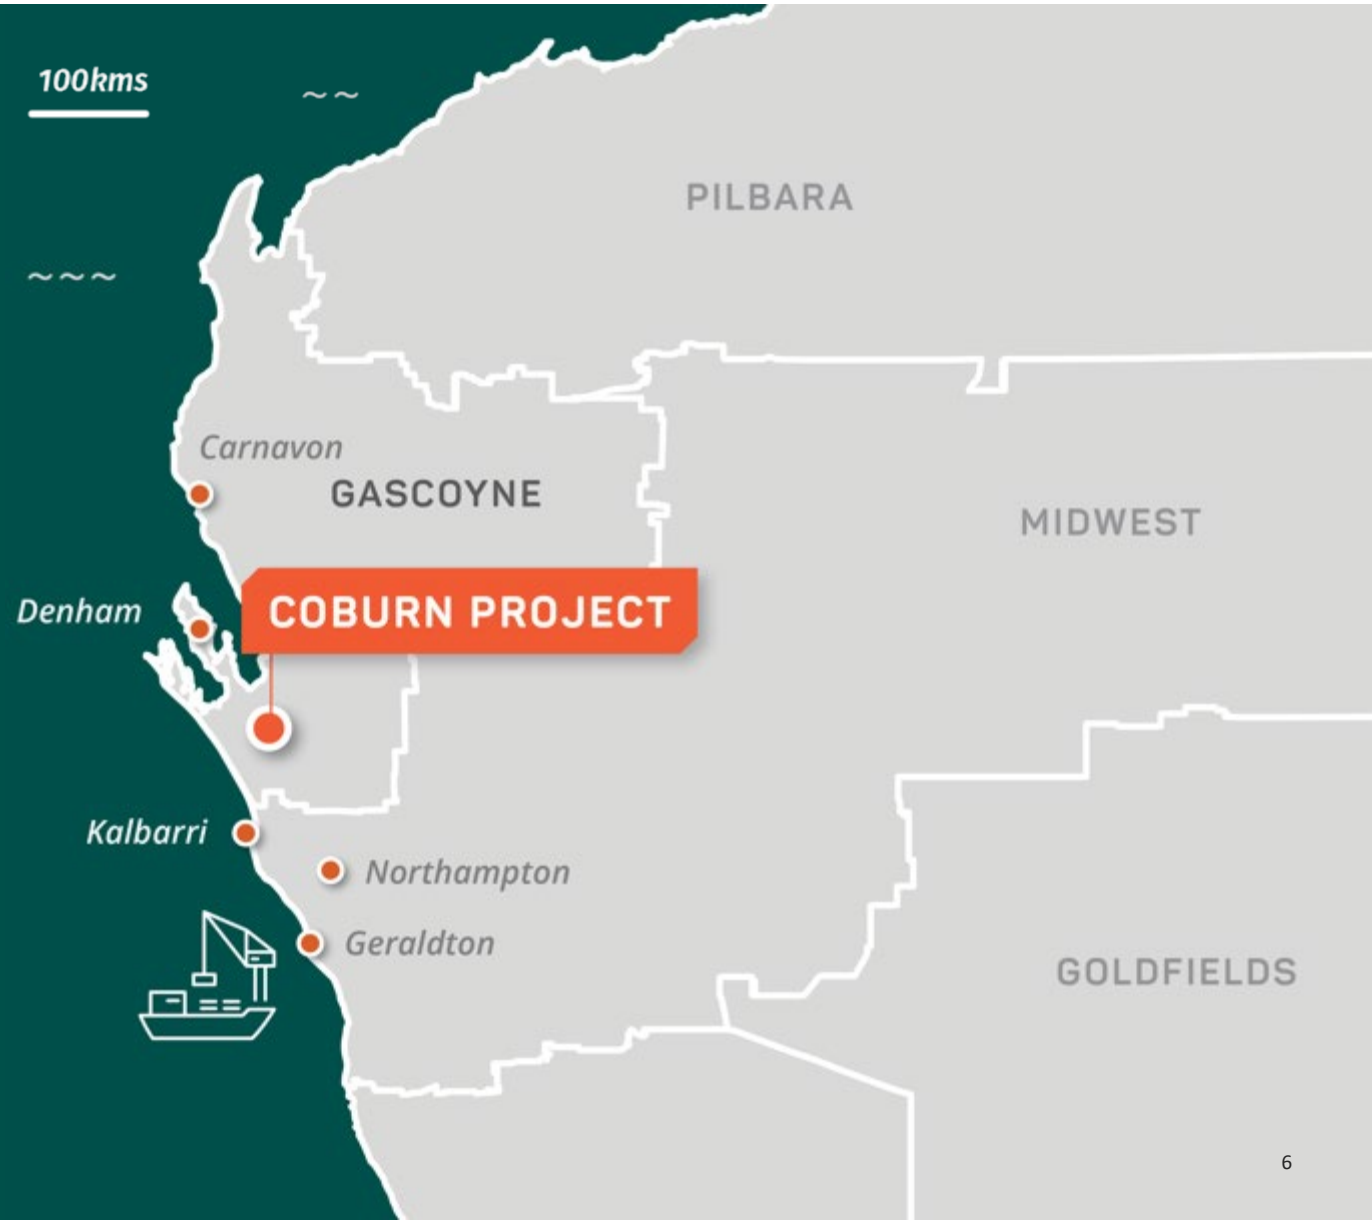 100kms
PILBARA
Carnavon
GASCOYNE
MIDWEST
Denham
COBURN PROJECT
Kalbarri
Northampton
Geraldton
GOLDFIELDS
6